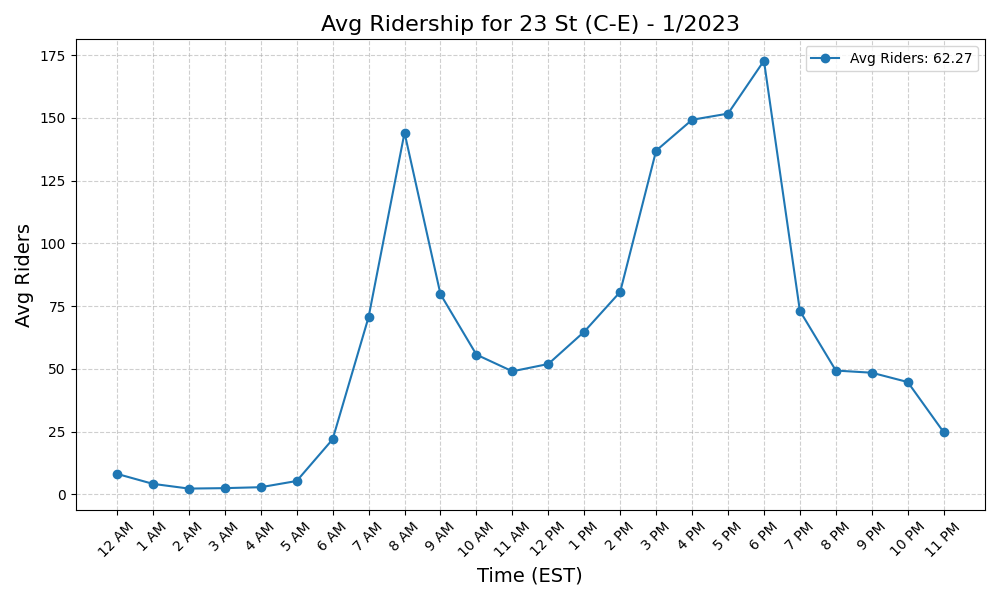 Avg Ridership for 23 St (C-E) - 1/2023
Avg Riders: 62.27
Avg Riders
175
150
125
100
75
50
25
0
12 AM
1 AM
2 AM
3 AM
4 AM
5 AM
6 AM
7 AM
8 AM
9 AM
10 AM
11 AM
12 PM
1 PM
2 PM
3 PM
4 PM
5 PM
6 PM
7 PM
8 PM
9 PM
10 PM
11 PM
Time (EST)